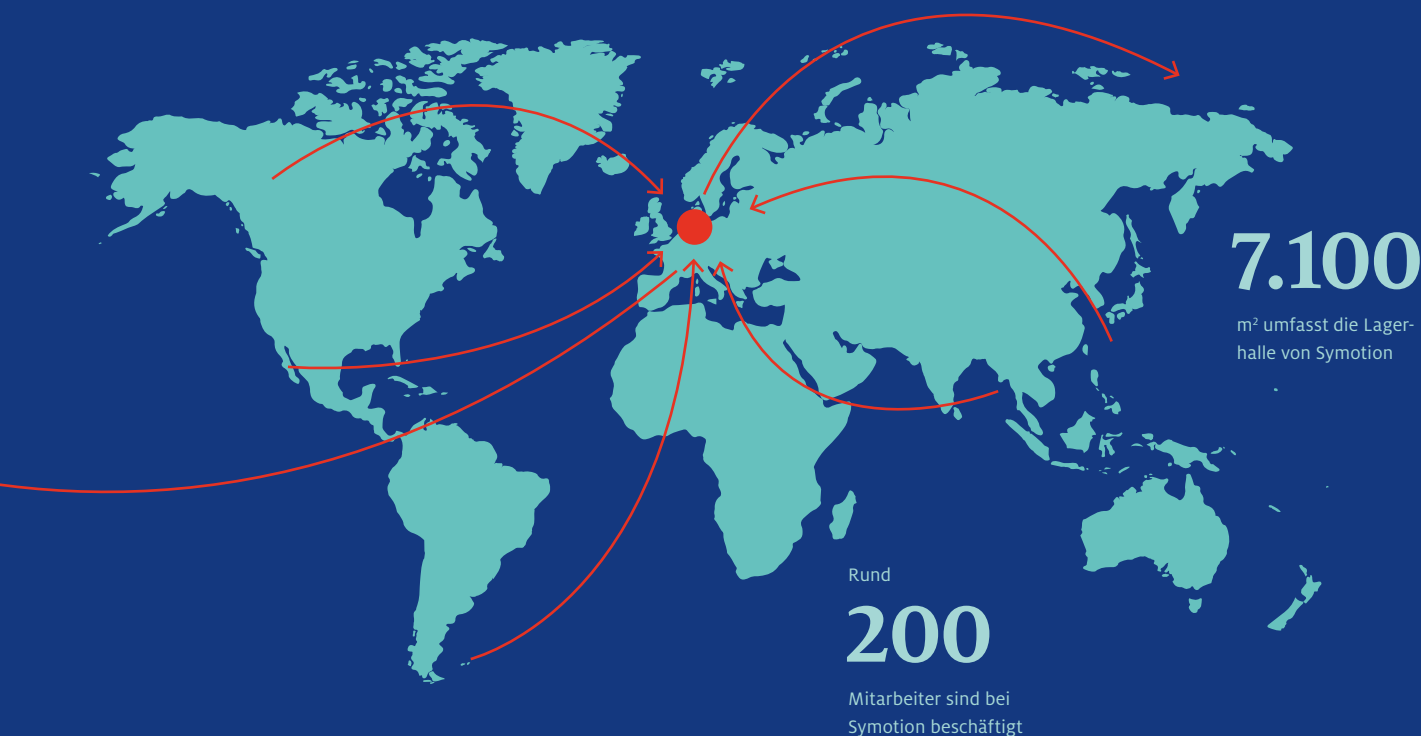 7.100
m² umfasst die Lager-
halle von Symotion
Rund
200
Mitarbeiter sind bei
Symotion beschäftigt